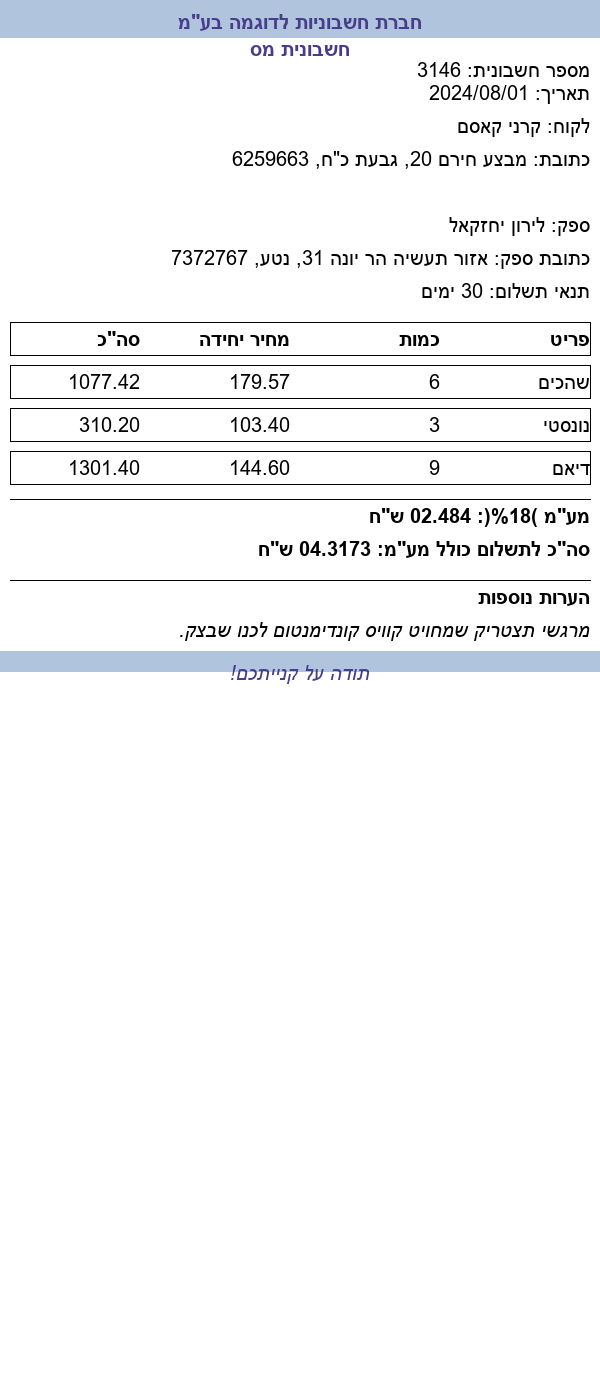 חברת חשבוניות לדוגמה בע"מ
חשבונית מס
מספר חשבונית: 3146
תאריך: 2024/08/01
לקוח: קרני קאסם
כתובת: מבצע חירם 20, גבעת כ"ח, 6259663
ספק: לירון יחזקאל
כתובת ספק: אזור תעשיה הר יונה 31, נטע, 7372767
תנאי תשלום: 30 ימים
פריט כמות מחיר יחידה סה"כ
שהכים 6 179.57 1077.42
נונסטי 3 103.40 310.20
דיאם 9 144.60 1301.40
מע"מ )18%(: 02.484 ש"ח
סה"כ לתשלום כולל מע"מ: 04.3173 ש"ח
הערות נוספות
מרגשי תצטריק שמחויט קוויס קונדימנטום לכנו שבצק.
תודה על קנייתכם!